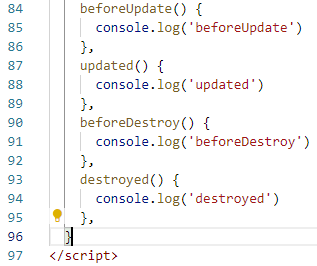 84 beforeUpdate() {
85 console.log('beforeUpdate')
86 },
87 updated() {
88 console.log('updated')
89 },
90 beforeDestroy() {
91 console.log('beforeDestroy')
92 },
93 destroyed() {
94 console.log('destroyed')
95 },
96 }
97 </script>